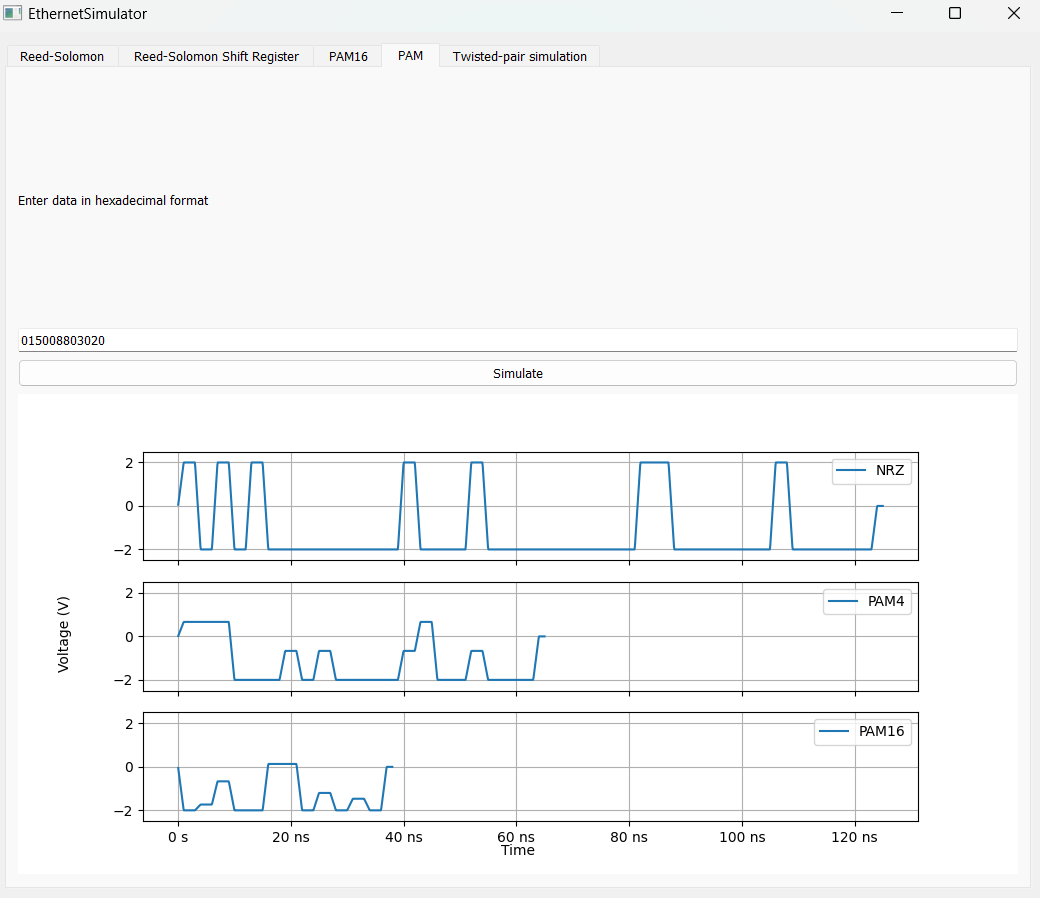 EthernetSimulator
Reed-Solomon Reed-Solomon Shift Register PAM16 PAM Twisted-pair simulation
Enter data in hexadecimal format
015008803020
Simulate
2
0
−2
NRZ
Voltage (V)
2
0
−2
PAM4
2
0
−2
PAM16
0 s 20 ns 40 ns 60 ns 80 ns 100 ns 120 ns
Time